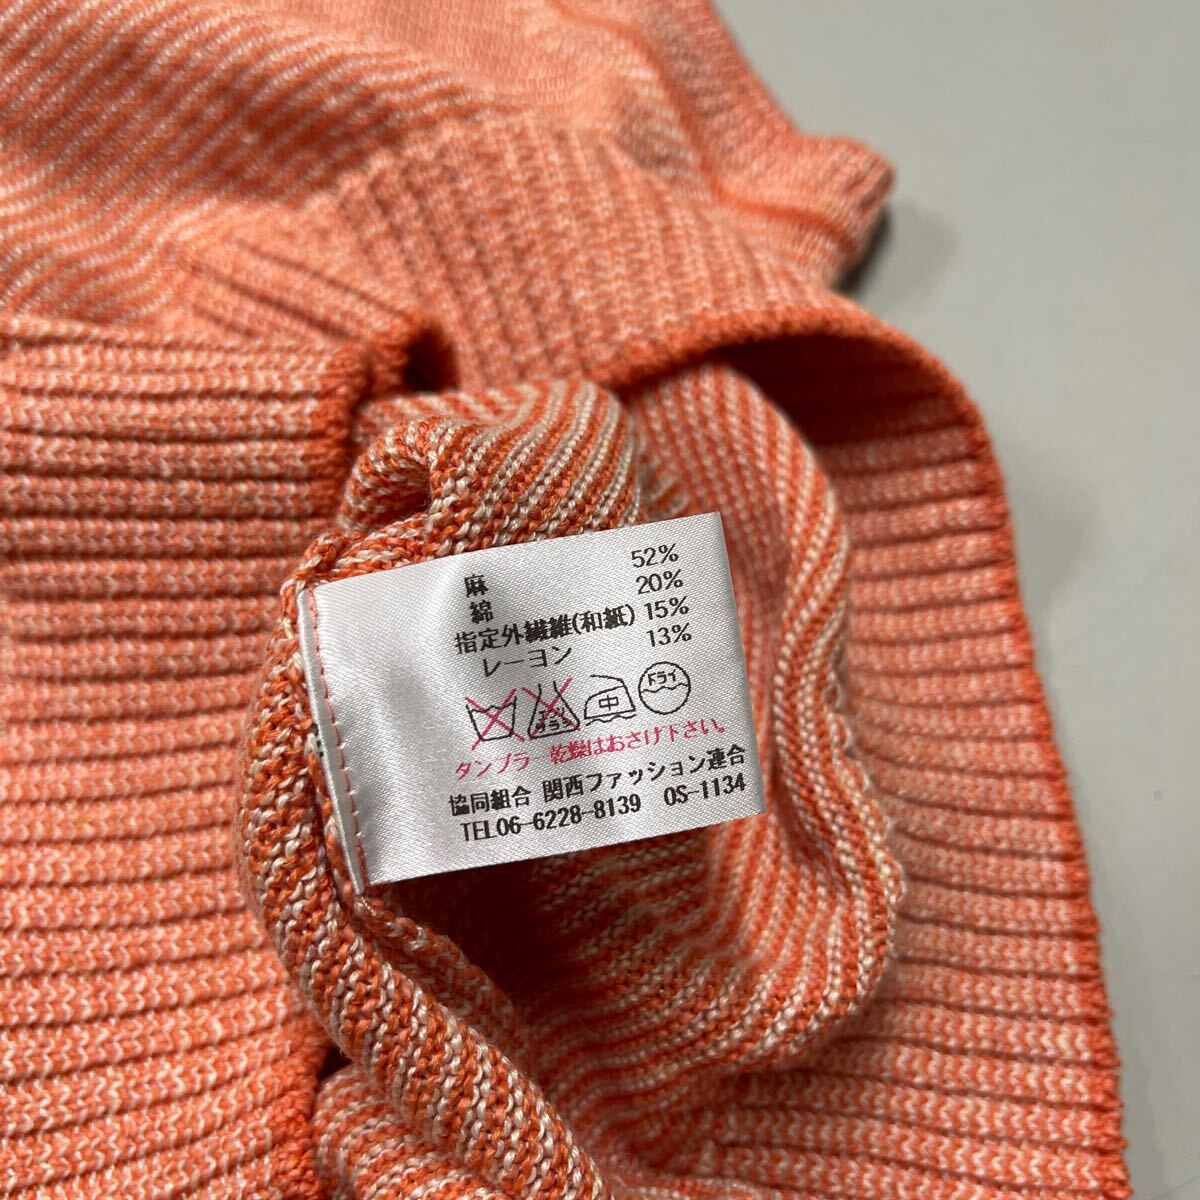 麻 52%
綿 20%
指定外繊維(和紙) 15%
レーヨン 13%
中 ドライ
タンブラー乾燥はおさけ下さい。
協同組合 関西ファッション連合
TEL06-6228-8139 OS-1134